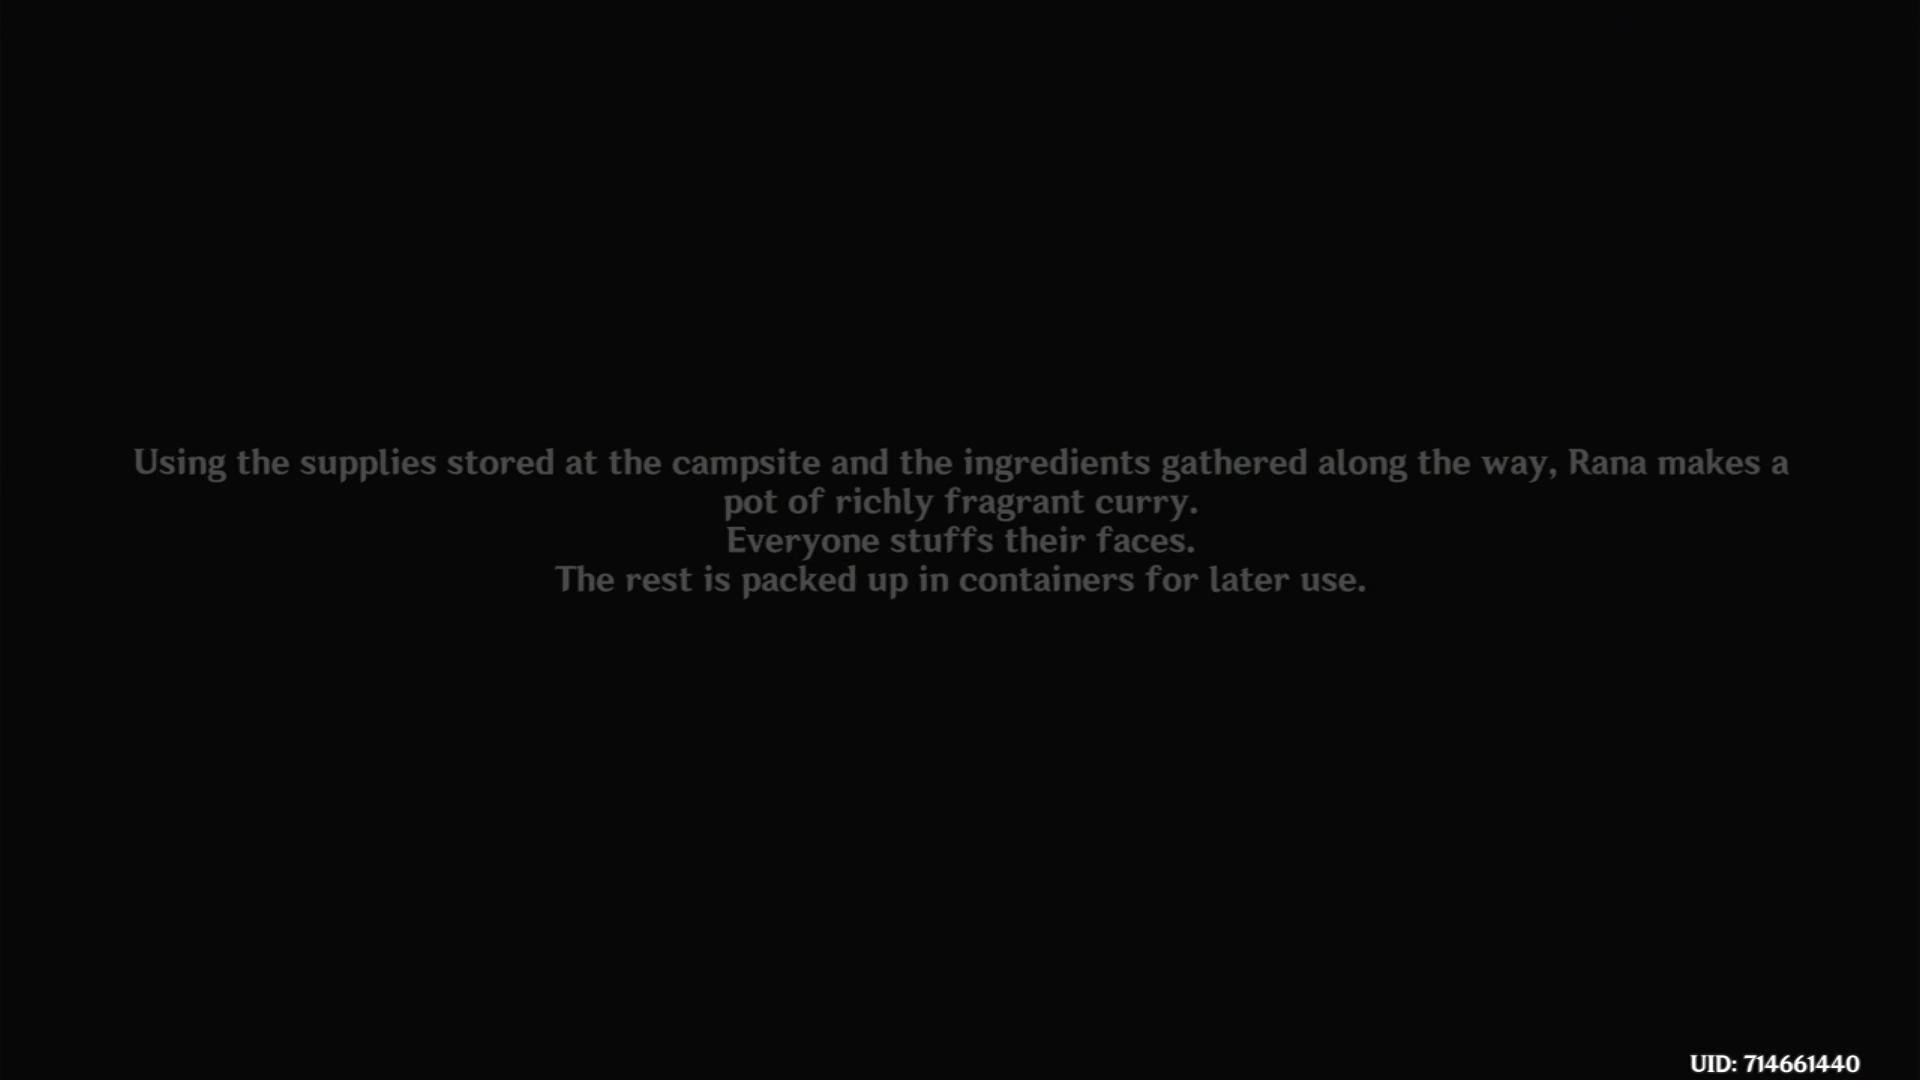 Using the supplies stored at the campsite and the ingredients gathered along the way, Rana makes a
pot of richly fragrant curry.
Everyone stuffs their faces.
The rest is packed up in containers for later use.
UID: 714661440